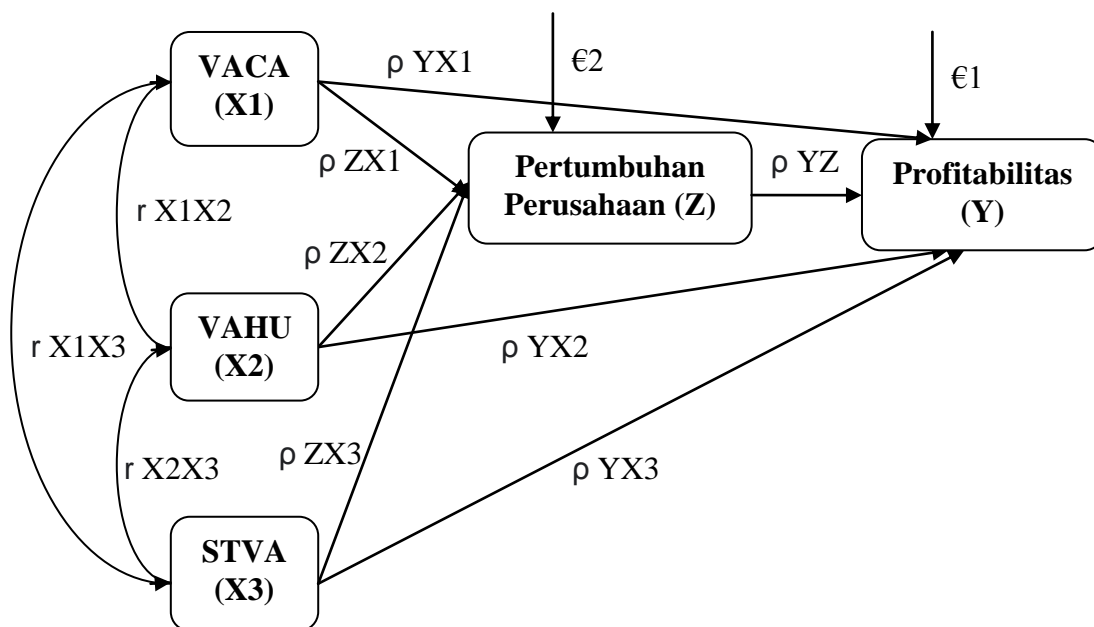 VACA
(X1)
ρ YX1
€2
€1
ρ ZX1
Pertumbuhan
Perusahaan (Z)
ρ YZ
Profitabilitas
(Y)
r X1X2
ρ ZX2
VAHU
(X2)
r X1X3
ρ YX2
r X2X3
ρ ZX3
ρ YX3
STVA
(X3)